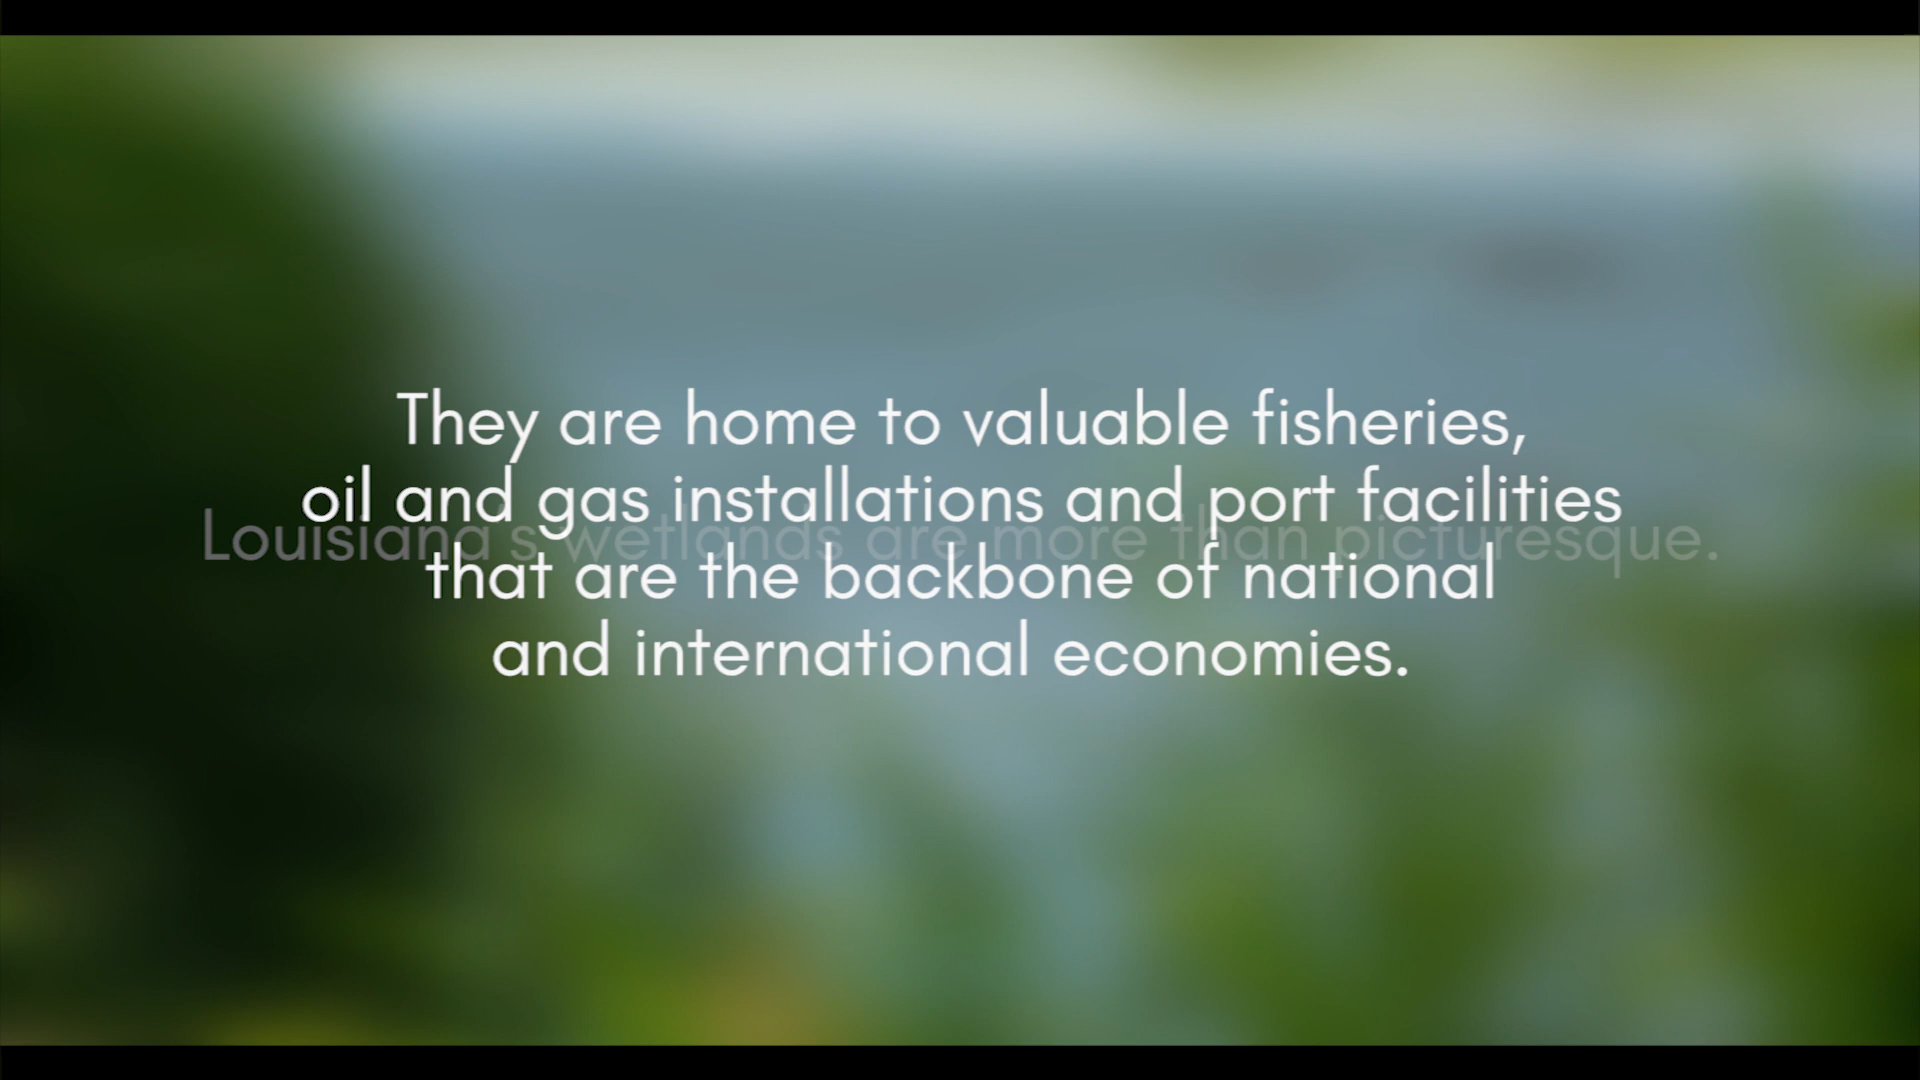 They are home to valuable fisheries,
oil and gas installations and port facilities
Louisiana's wetlands are more than picturesque.
that are the backbone of national
and international economies.